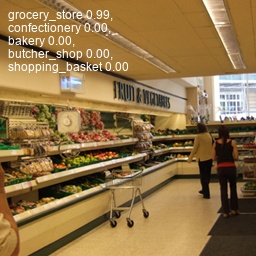 grocery_store 0.99,
confectionery 0.00,
bakery 0.00,
butcher_shop 0.00,
shopping_basket 0.00
FRUIT & VEGETABLES